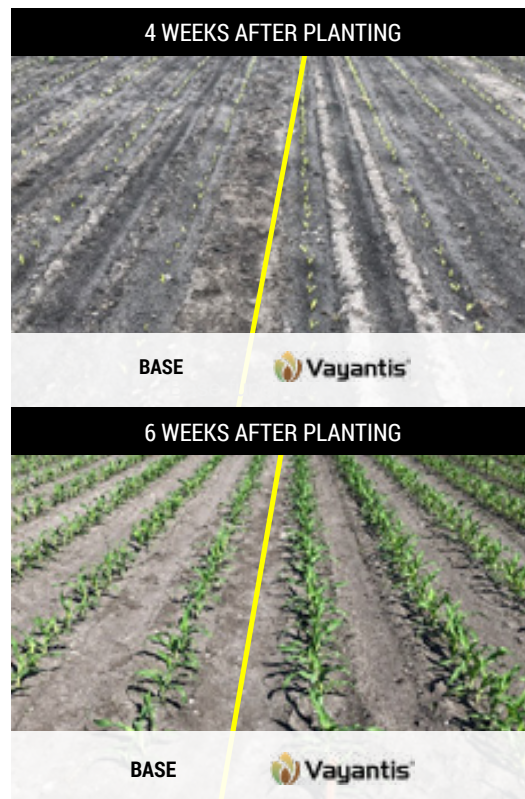 4 WEEKS AFTER PLANTING
BASE Vayantis®
6 WEEKS AFTER PLANTING
BASE Vayantis®